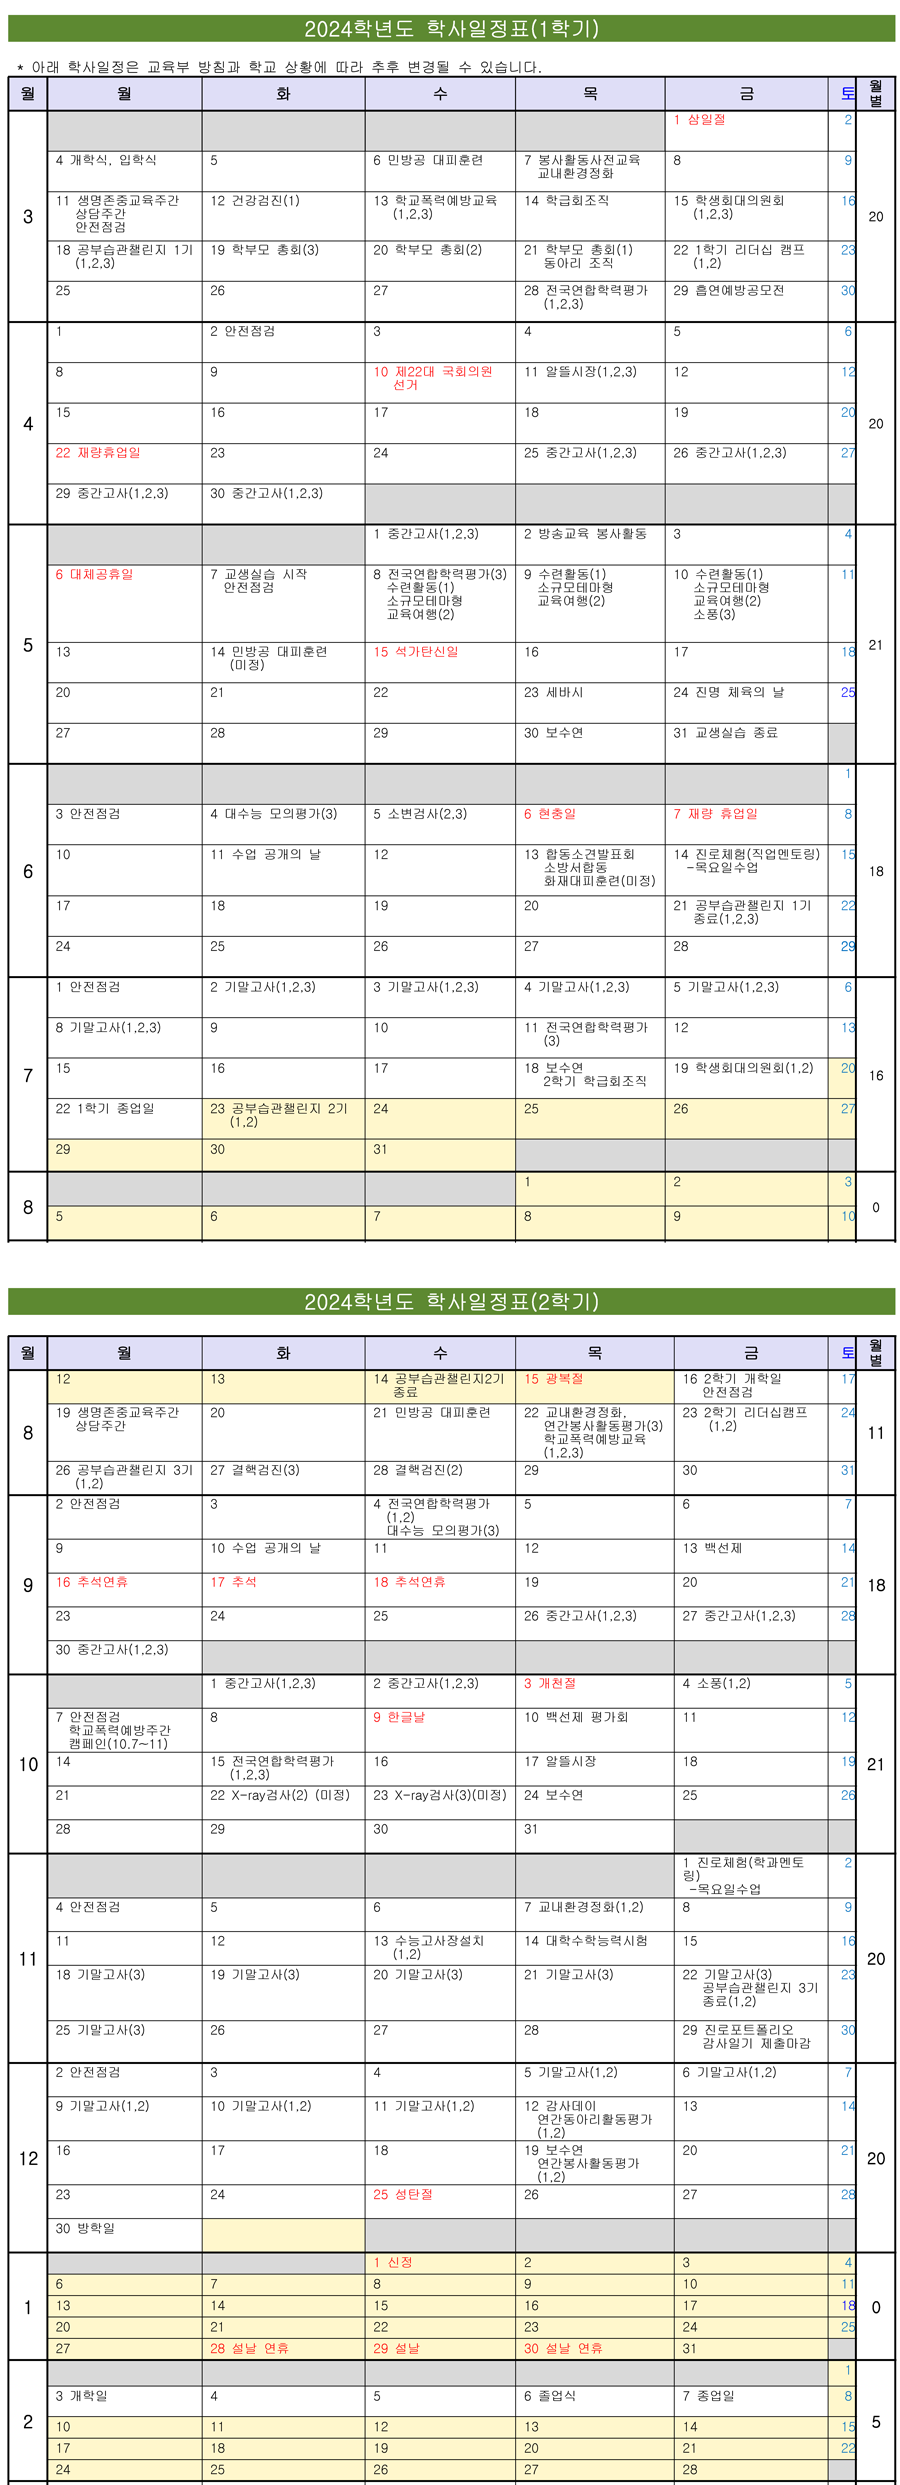 2024학년도 학사일정표(1학기)
* 아래 학사일정은 교육부 방침과 학교 상황에 따라 추후 변경될 수 있습니다.
월 월 화 수 목 금 토 월별
3
1 삼일절 2
4 개학식, 입학식 5 6 민방공 대피훈련 7 봉사활동사전교육 8 9
교내환경정화
11 생명존중교육주간 12 건강검진(1) 13 학교폭력예방교육 14 학급회조직 15 학생회대의원회 16
상담주간 (1,2,3) (1,2,3)
안전점검
20
18 공부습관챌린지 1기 19 학부모 총회(3) 20 학부모 총회(2) 21 학부모 총회(1) 22 1학기 리더십 캠프 23
(1,2,3) 동아리 조직 (1,2)
25 26 27 28 전국연합학력평가 29 흡연예방공모전 30
(1,2,3)
4
1 2 안전점검 3 4 5 6
8 9 10 제22대 국회의원 11 알뜰시장(1,2,3) 12 12
선거
15 16 17 18 19 20
20
22 재량휴업일 23 24 25 중간고사(1,2,3) 26 중간고사(1,2,3) 27
29 중간고사(1,2,3) 30 중간고사(1,2,3)
5
1 중간고사(1,2,3) 2 방송교육 봉사활동 3 4
6 대체공휴일 7 교생실습 시작 8 전국연합학력평가(3) 9 수련활동(1) 10 수련활동(1) 11
안전점검 수련활동(1) 소규모테마형 소규모테마형
소규모테마형 교육여행(2) 교육여행(2)
교육여행(2) 소풍(3)
21
13 14 민방공 대피훈련 15 석가탄신일 16 17 18
(미정)
20 21 22 23 세바시 24 진명 체육의 날 25
27 28 29 30 보수연 31 교생실습 종료
6
1
3 안전점검 4 대수능 모의평가(3) 5 소변검사(2,3) 6 현충일 7 재량 휴업일 8
10 11 수업 공개의 날 12 13 합동소견발표회 14 진로체험(직업멘토링) 15
소방서합동 -목요일수업
화재대피훈련(미정)
18
17 18 19 20 21 공부습관챌린지 1기 22
종료(1,2,3)
24 25 26 27 28 29
7
1 안전점검 2 기말고사(1,2,3) 3 기말고사(1,2,3) 4 기말고사(1,2,3) 5 기말고사(1,2,3) 6
8 기말고사(1,2,3) 9 10 11 전국연합학력평가 12 13
(3)
15 16 17 18 보수연 19 학생회대의원회(1,2) 20
2학기 학급회조직
16
22 1학기 종업일 23 공부습관챌린지 2기 24 25 26 27
(1,2)
29 30 31
8
1 2 3
0
5 6 7 8 9 10
2024학년도 학사일정표(2학기)
월 월 화 수 목 금 토 월별
8
12 13 14 공부습관챌린지2기 15 광복절 16 2학기 개학일 17
종료 안전점검
19 생명존중교육주간 20 21 민방공 대피훈련 22 교내환경정화, 23 2학기 리더십캠프 24
상담주간 연간봉사활동평가(3) (1,2)
학교폭력예방교육
(1,2,3)
11
26 공부습관챌린지 3기 27 결핵검진(3) 28 결핵검진(2) 29 30 31
(1,2)
9
2 안전점검 3 4 전국연합학력평가 5 6 7
(1,2)
대수능 모의평가(3)
9 10 수업 공개의 날 11 12 13 백선제 14
16 추석연휴 17 추석 18 추석연휴 19 20 21
18
23 24 25 26 중간고사(1,2,3) 27 중간고사(1,2,3) 28
30 중간고사(1,2,3)
10
1 중간고사(1,2,3) 2 중간고사(1,2,3) 3 개천절 4 소풍(1,2) 5
7 안전점검 8 9 한글날 10 백선제 평가회 11 12
학교폭력예방주간
캠페인(10.7~11)
14 15 전국연합학력평가 16 17 알뜰시장 18 19
(1,2,3)
21
21 22 X-ray검사(2) (미정) 23 X-ray검사(3)(미정) 24 보수연 25 26
28 29 30 31
11
1 진로체험(학과멘토 2
링)
-목요일수업
4 안전점검 5 6 7 교내환경정화(1,2) 8 9
11 12 13 수능고사장설치 14 대학수학능력시험 15 16
(1,2)
20
18 기말고사(3) 19 기말고사(3) 20 기말고사(3) 21 기말고사(3) 22 기말고사(3) 23
공부습관챌린지 3기
종료(1,2)
25 기말고사(3) 26 27 28 29 진로포트폴리오 30
감사일기 제출마감
12
2 안전점검 3 4 5 기말고사(1,2) 6 기말고사(1,2) 7
9 기말고사(1,2) 10 기말고사(1,2) 11 기말고사(1,2) 12 감사데이 13 14
연간동아리활동평가
(1,2)
20
16 17 18 19 보수연 20 21
연간봉사활동평가
(1,2)
23 24 25 성탄절 26 27 28
30 방학일
1
1 신정 2 3 4
6 7 8 9 10 11
13 14 15 16 17 18
0
20 21 22 23 24 25
27 28 설날 연휴 29 설날 30 설날 연휴 31
2
1
3 개학일 4 5 6 졸업식 7 종업일 8
5
10 11 12 13 14 15
17 18 19 20 21 22
24 25 26 27 28